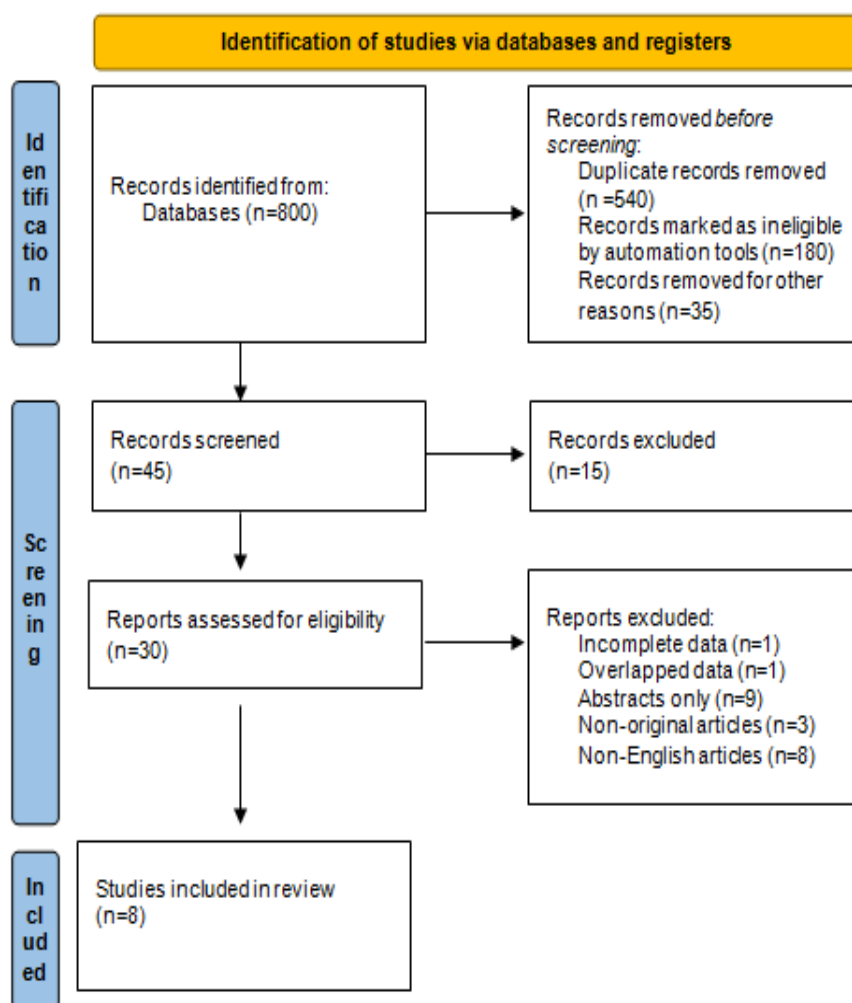 Identification of studies via databases and registers
Id
en
tifi
ca
tio
n
Records identified from:
Databases (n=800)
Records removed before
screening:
Duplicate records removed
(n =540)
Records marked as ineligible
by automation tools (n=180)
Records removed for other
reasons (n=35)
Sc
re
en
in
g
Records screened
(n=45)
Records excluded
(n=15)
Reports assessed for eligibility
(n=30)
Reports excluded:
Incomplete data (n=1)
Overlapped data (n=1)
Abstracts only (n=9)
Non-original articles (n=3)
Non-English articles (n=8)
In
cl
ud
ed
Studies included in review
(n=8)